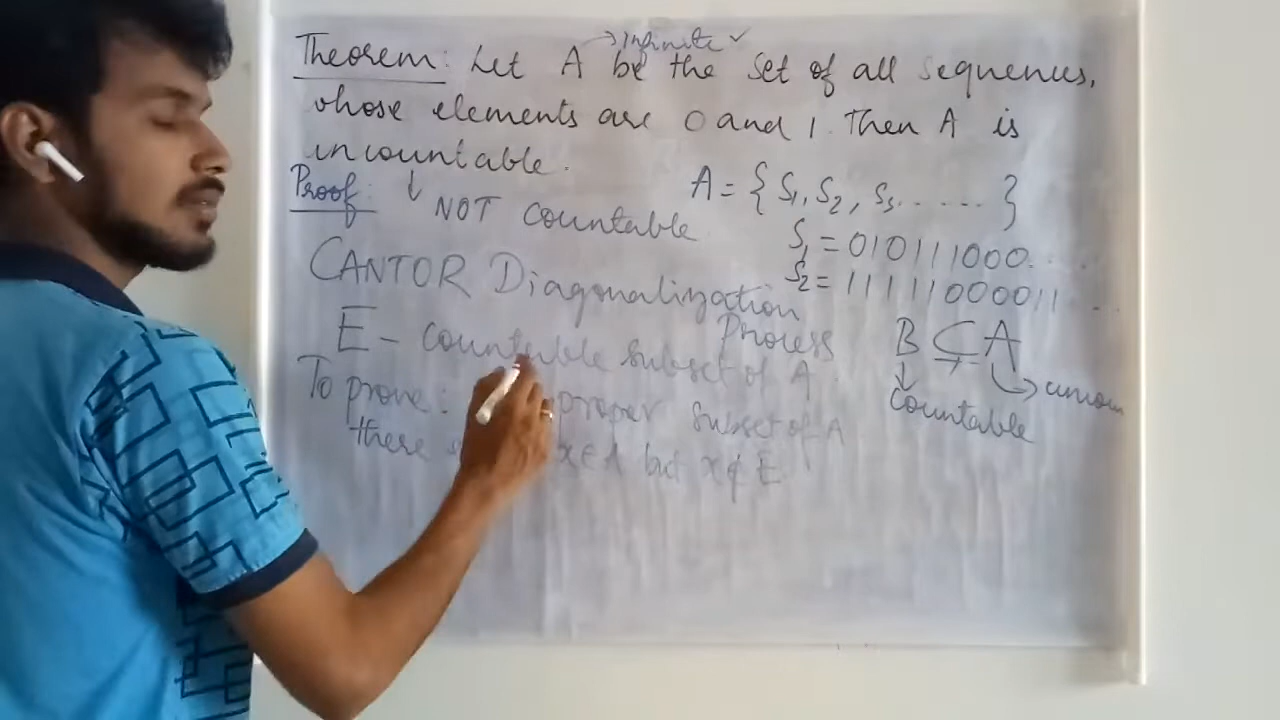 → Infinite ✓
Theorem: Let A be the set of all sequences,
whose elements are 0 and 1. Then A is
uncountable.
Proof: ↓ NOT Countable
A = { S₁, S₂, S₃, ..... }
S₁ = 010111000....
S₂ = 11111000011 ...
CANTOR Diagonalization
Process
E - countable subset of A
B ⊊ A
↓
Countable
To prove: proper subset of A
there x ∈ A but x ∉ E